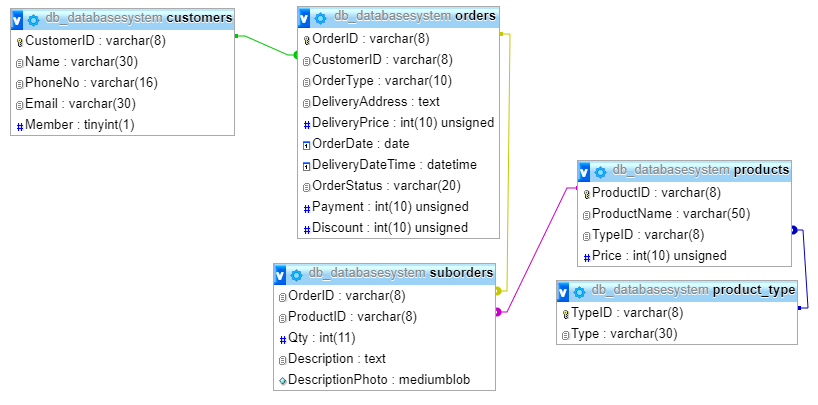 db_databasesystem customers
CustomerID : varchar(8)
Name : varchar(30)
PhoneNo : varchar(16)
Email : varchar(30)
Member : tinyint(1)
db_databasesystem orders
OrderID : varchar(8)
CustomerID : varchar(8)
OrderType : varchar(10)
DeliveryAddress : text
DeliveryPrice : int(10) unsigned
OrderDate : date
DeliveryDateTime : datetime
OrderStatus : varchar(20)
Payment : int(10) unsigned
Discount : int(10) unsigned
db_databasesystem suborders
OrderID : varchar(8)
ProductID : varchar(8)
Qty : int(11)
Description : text
DescriptionPhoto : mediumblob
db_databasesystem products
ProductID : varchar(8)
ProductName : varchar(50)
TypeID : varchar(8)
Price : int(10) unsigned
db_databasesystem product_type
TypeID : varchar(8)
Type : varchar(30)